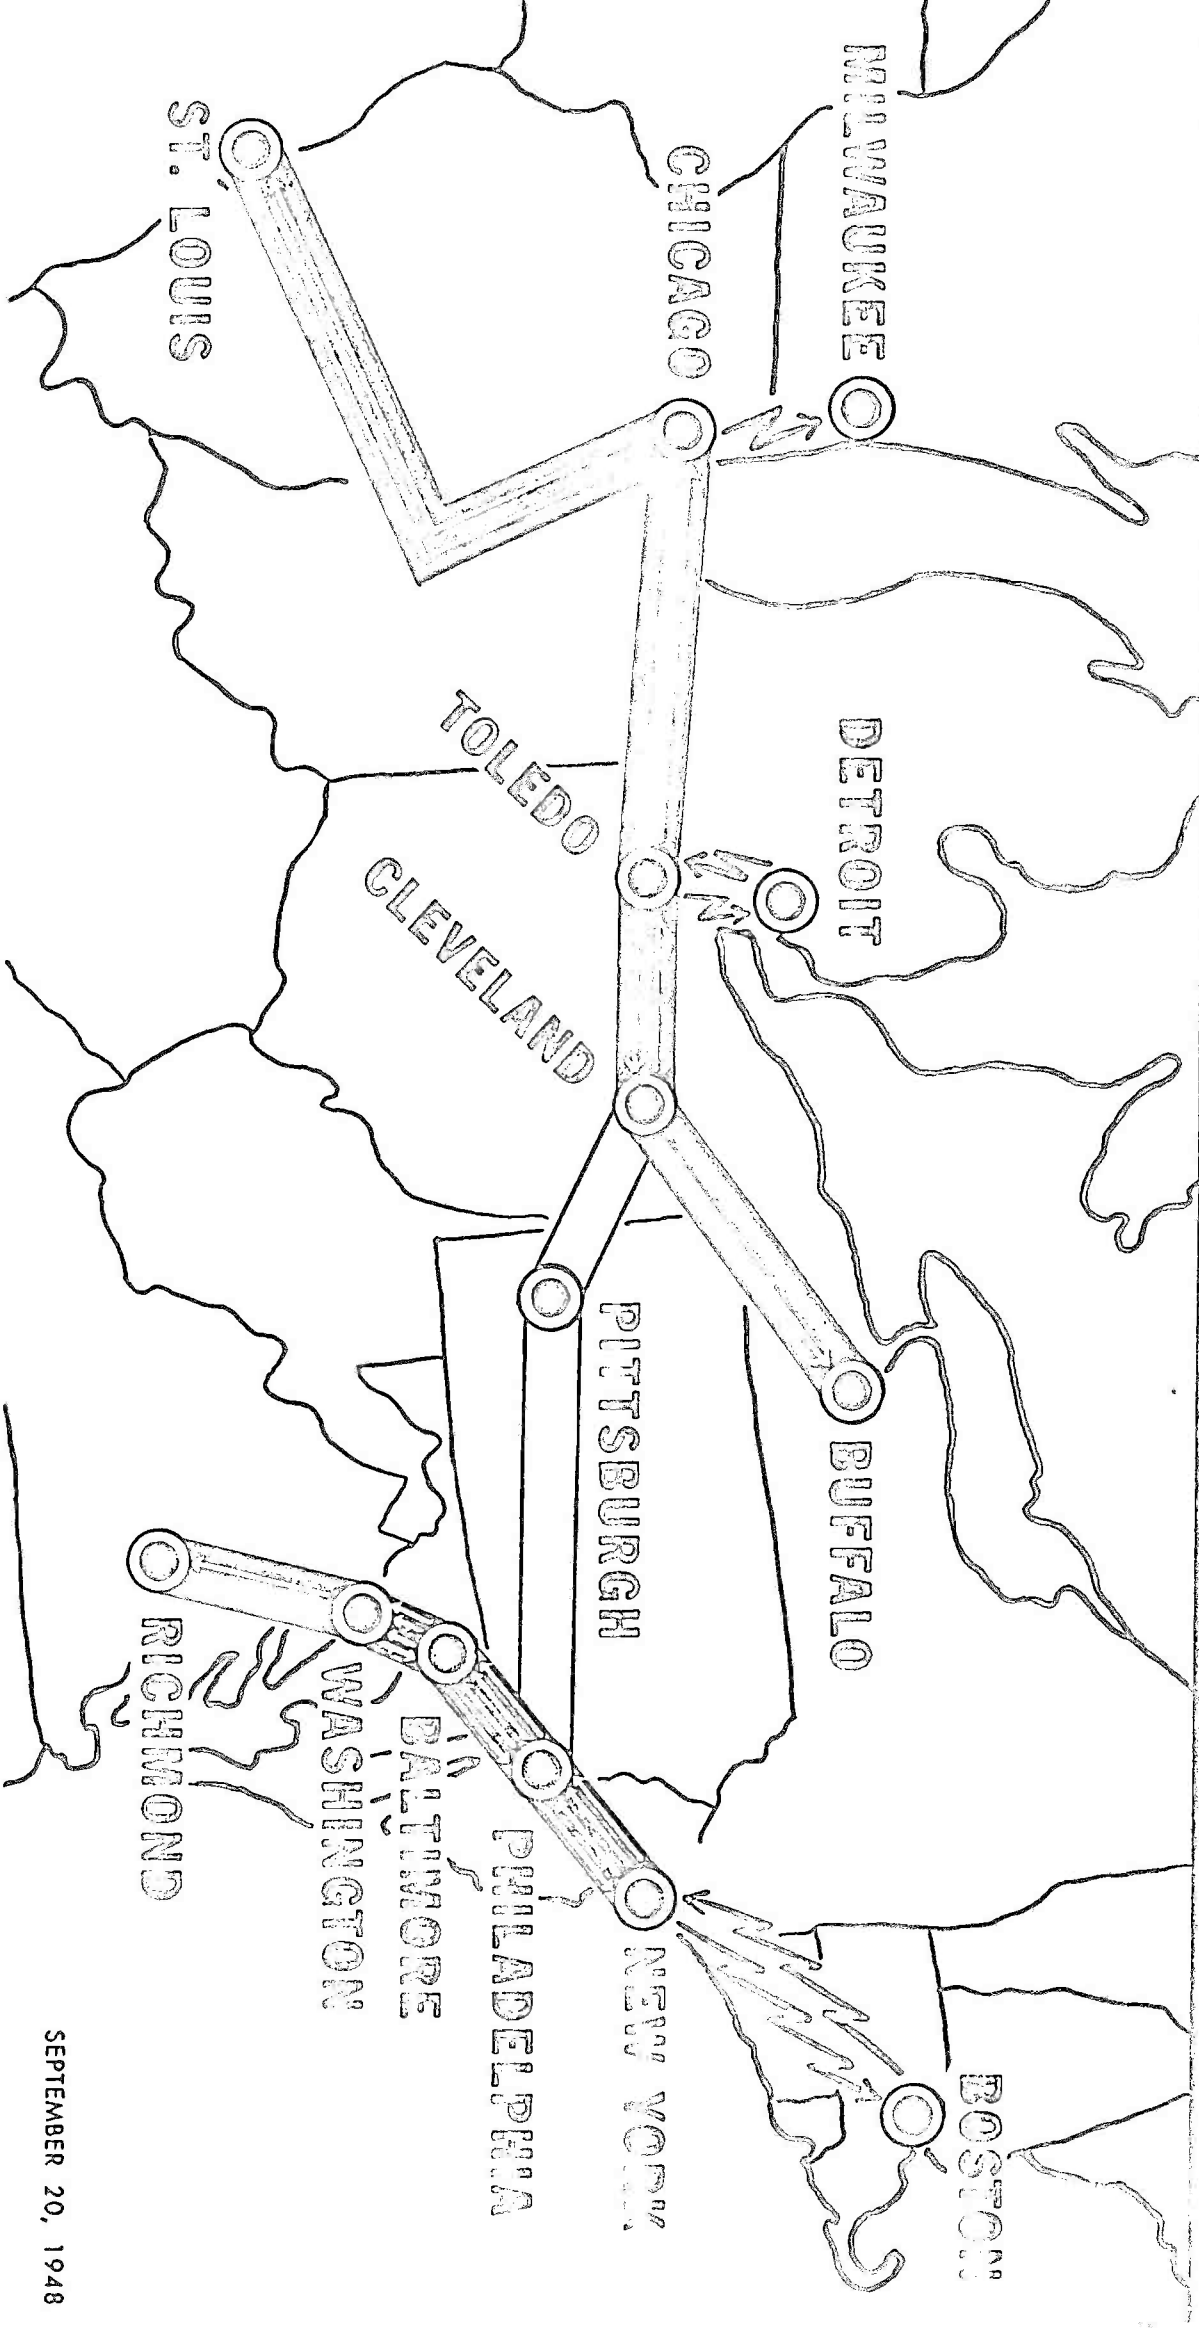 MILWAUKEE
CHICAGO
ST. LOUIS
DETROIT
TOLEDO
CLEVELAND
PITTSBURGH
BUFFALO
RICHMOND
WASHINGTON
BALTIMORE
PHILADELPHIA
NEW YORK
BOSTON
SEPTEMBER 20, 1948